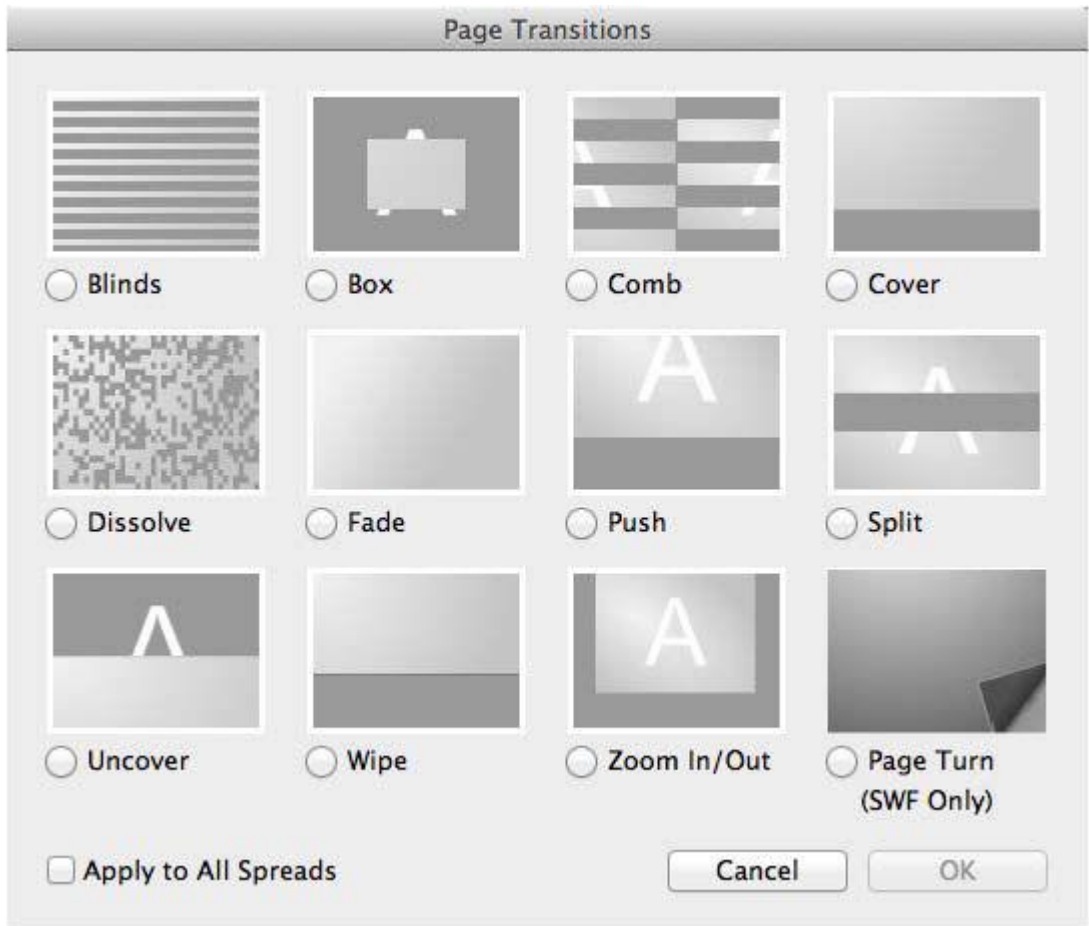 Page Transitions
A
Blinds
Box
Comb
Cover
A
A
Dissolve
Fade
Push
Split
A
Uncover
Wipe
Zoom In/Out
Page Turn
(SWF Only)
Apply to All Spreads
Cancel
OK